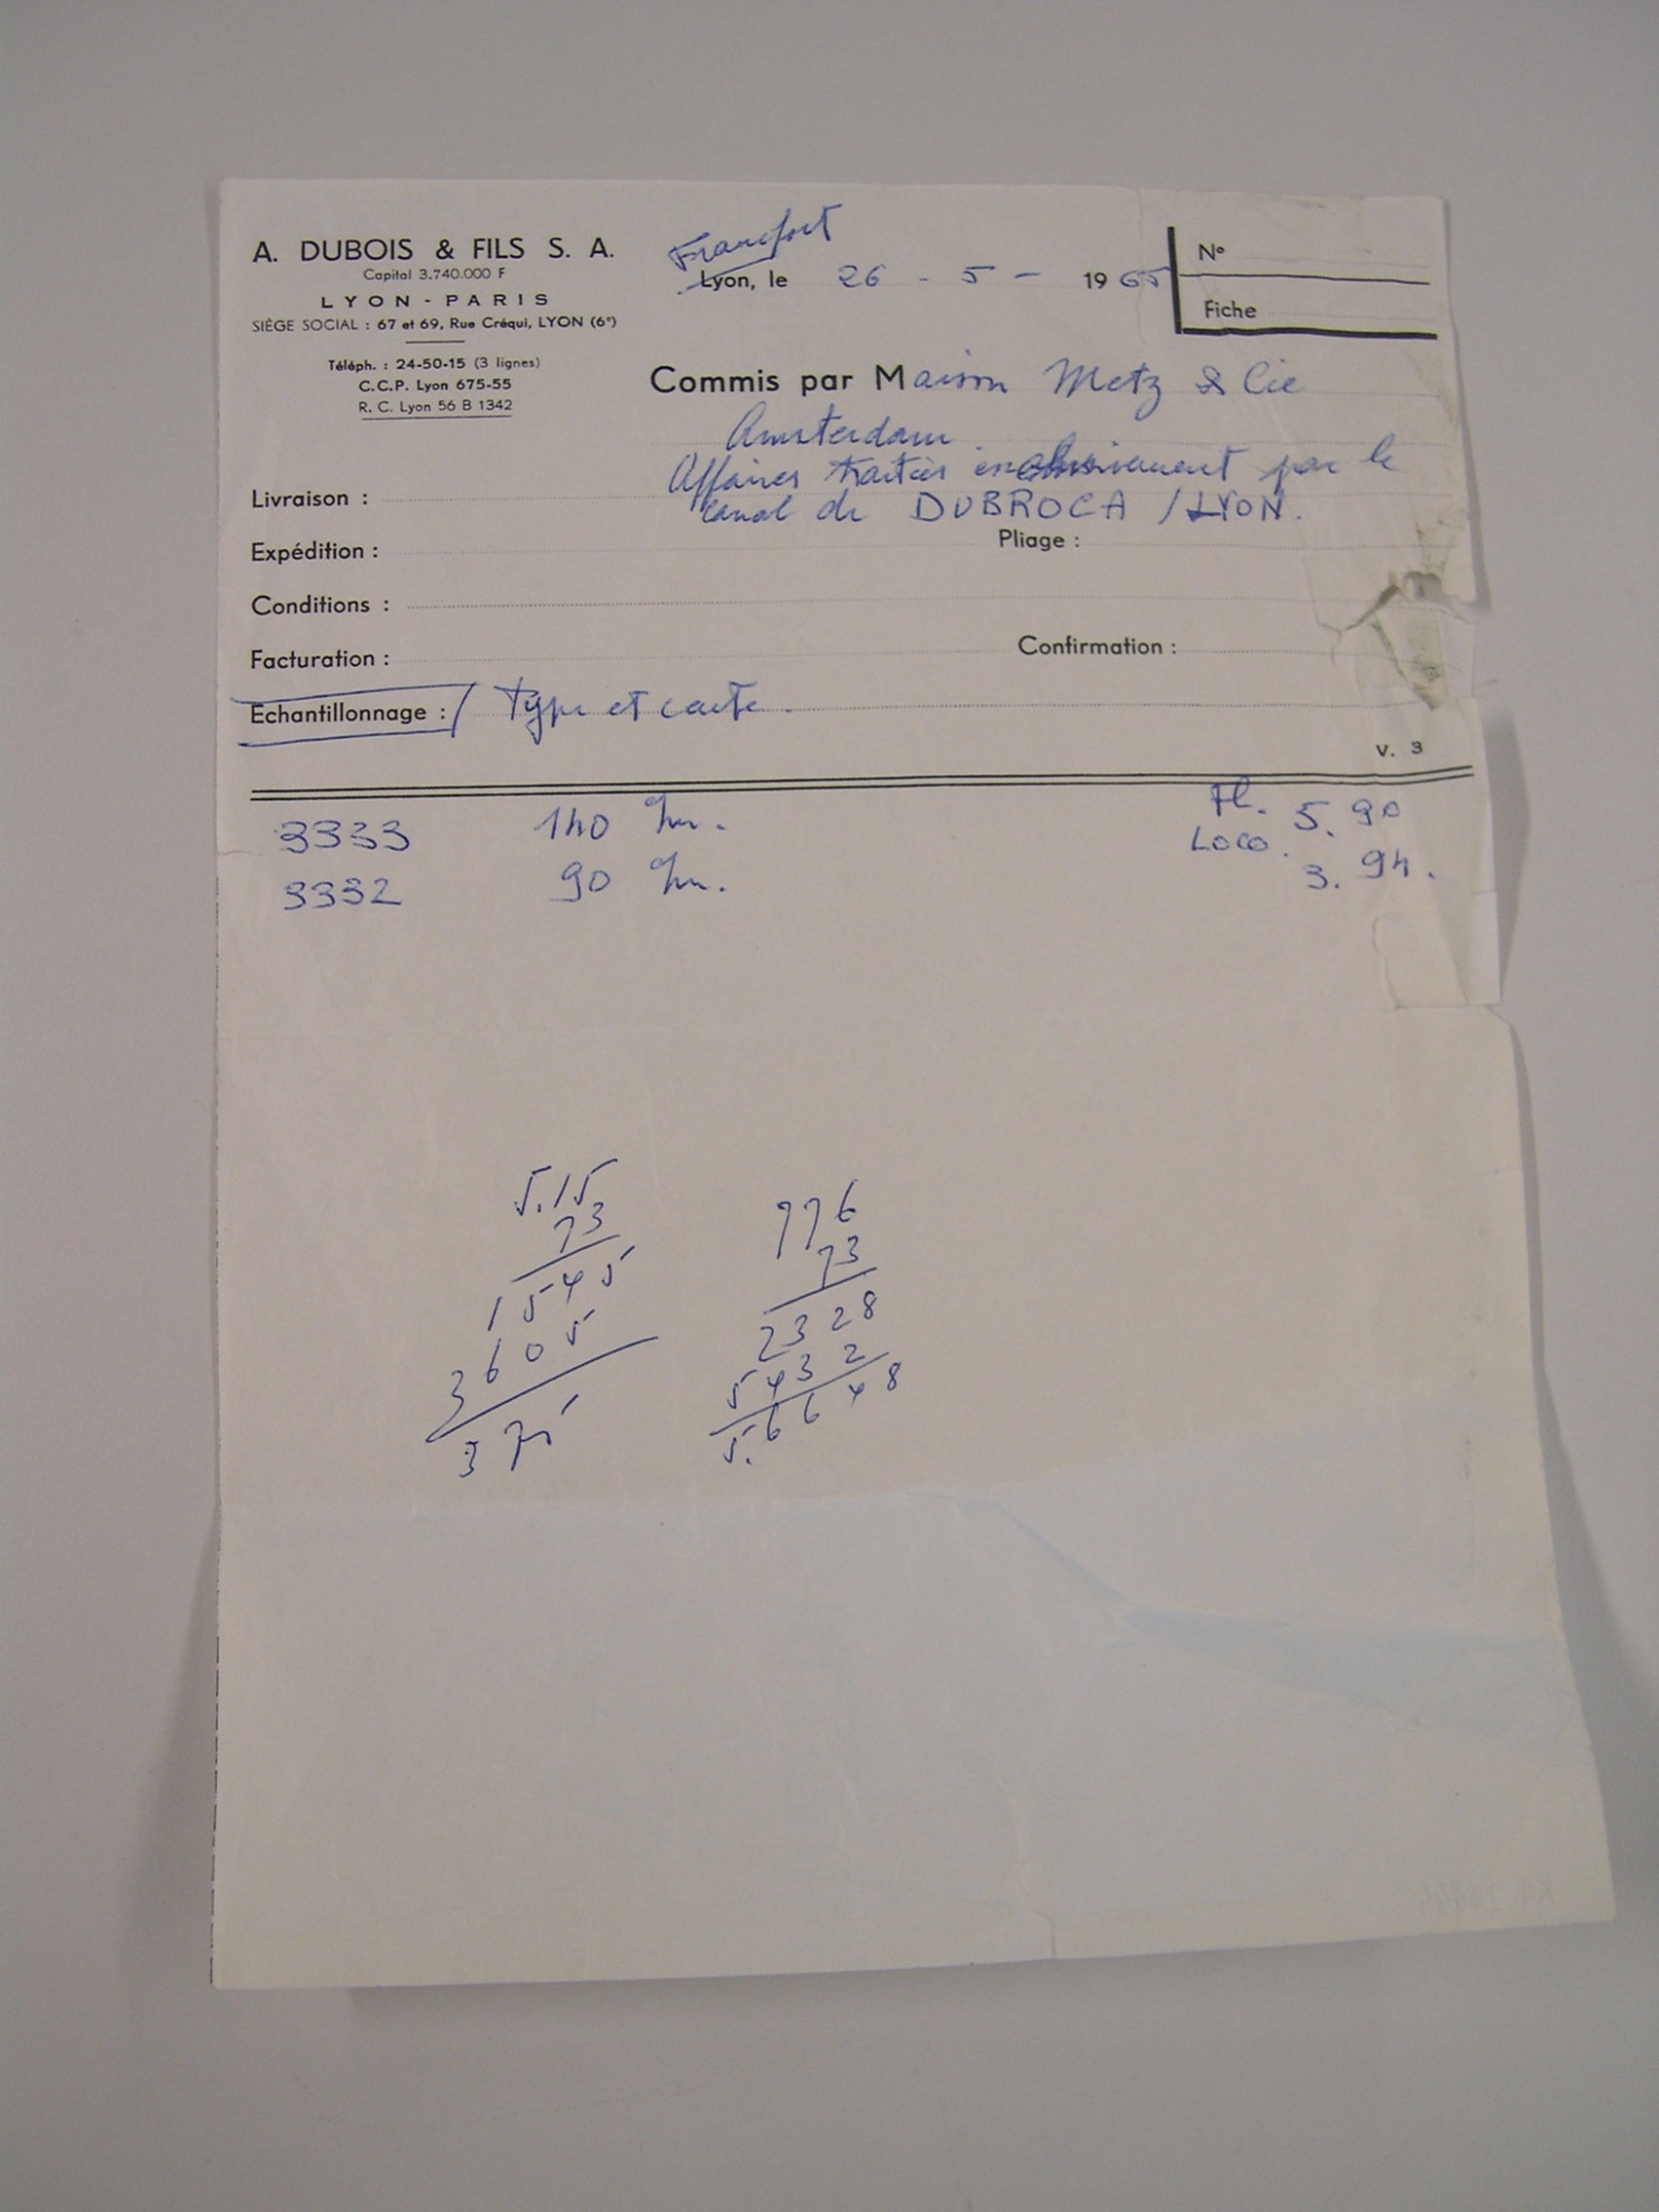 A. DUBOIS & FILS S. A.
Capital 3.740.000 F
LYON - PARIS
SIÈGE SOCIAL : 67 et 69, Rue Créqui, LYON (6e)
Téléph. : 24-50-15 (3 lignes)
C.C.P. Lyon 675-55
R. C. Lyon 56 B 1342
Francfort
Lyon, le 26 - 5 - 1965
N°
Fiche
Commis par Maison Metz & Cie
Amsterdam.
Affaires traitées exclusivement par le
canal de DUBROCA / LYON.
Livraison :
Expédition :
Pliage :
Conditions :
Facturation :
Confirmation :
Echantillonnage : / Type et carte.
V. 3
3333 140 Fl. 5.90
Loco.
3332 90 3.94.
5.15
73
1545
3605
375
776
73
2328
5432
5.6648